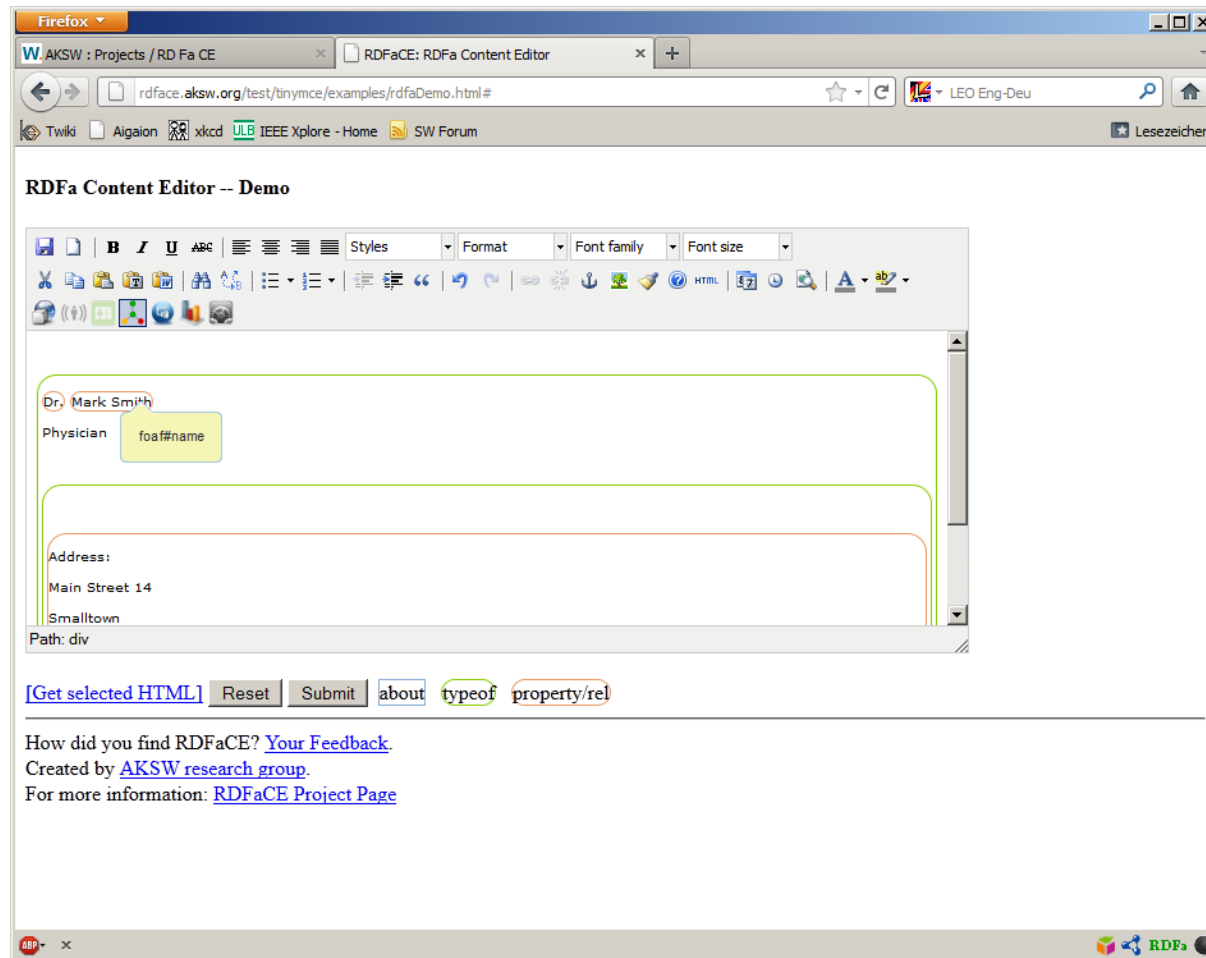 Firefox
W. AKSW : Projects / RD Fa CE RDFaCE: RDFa Content Editor
rdface.aksw.org/test/tinymce/examples/rdfaDemo.html# LEO Eng-Deu
Twiki Aigaion xkcd ULB IEEE Xplore - Home SW Forum Lesezeichen
RDFa Content Editor -- Demo
B I U ABC Styles Format Font family Font size
HTML A ab
Dr. Mark Smith
Physician foaf#name
Address:
Main Street 14
Smalltown
Path: div
[Get selected HTML] Reset Submit about typeof property/rel
How did you find RDFaCE? Your Feedback.
Created by AKSW research group.
For more information: RDFaCE Project Page
ABP RDFa